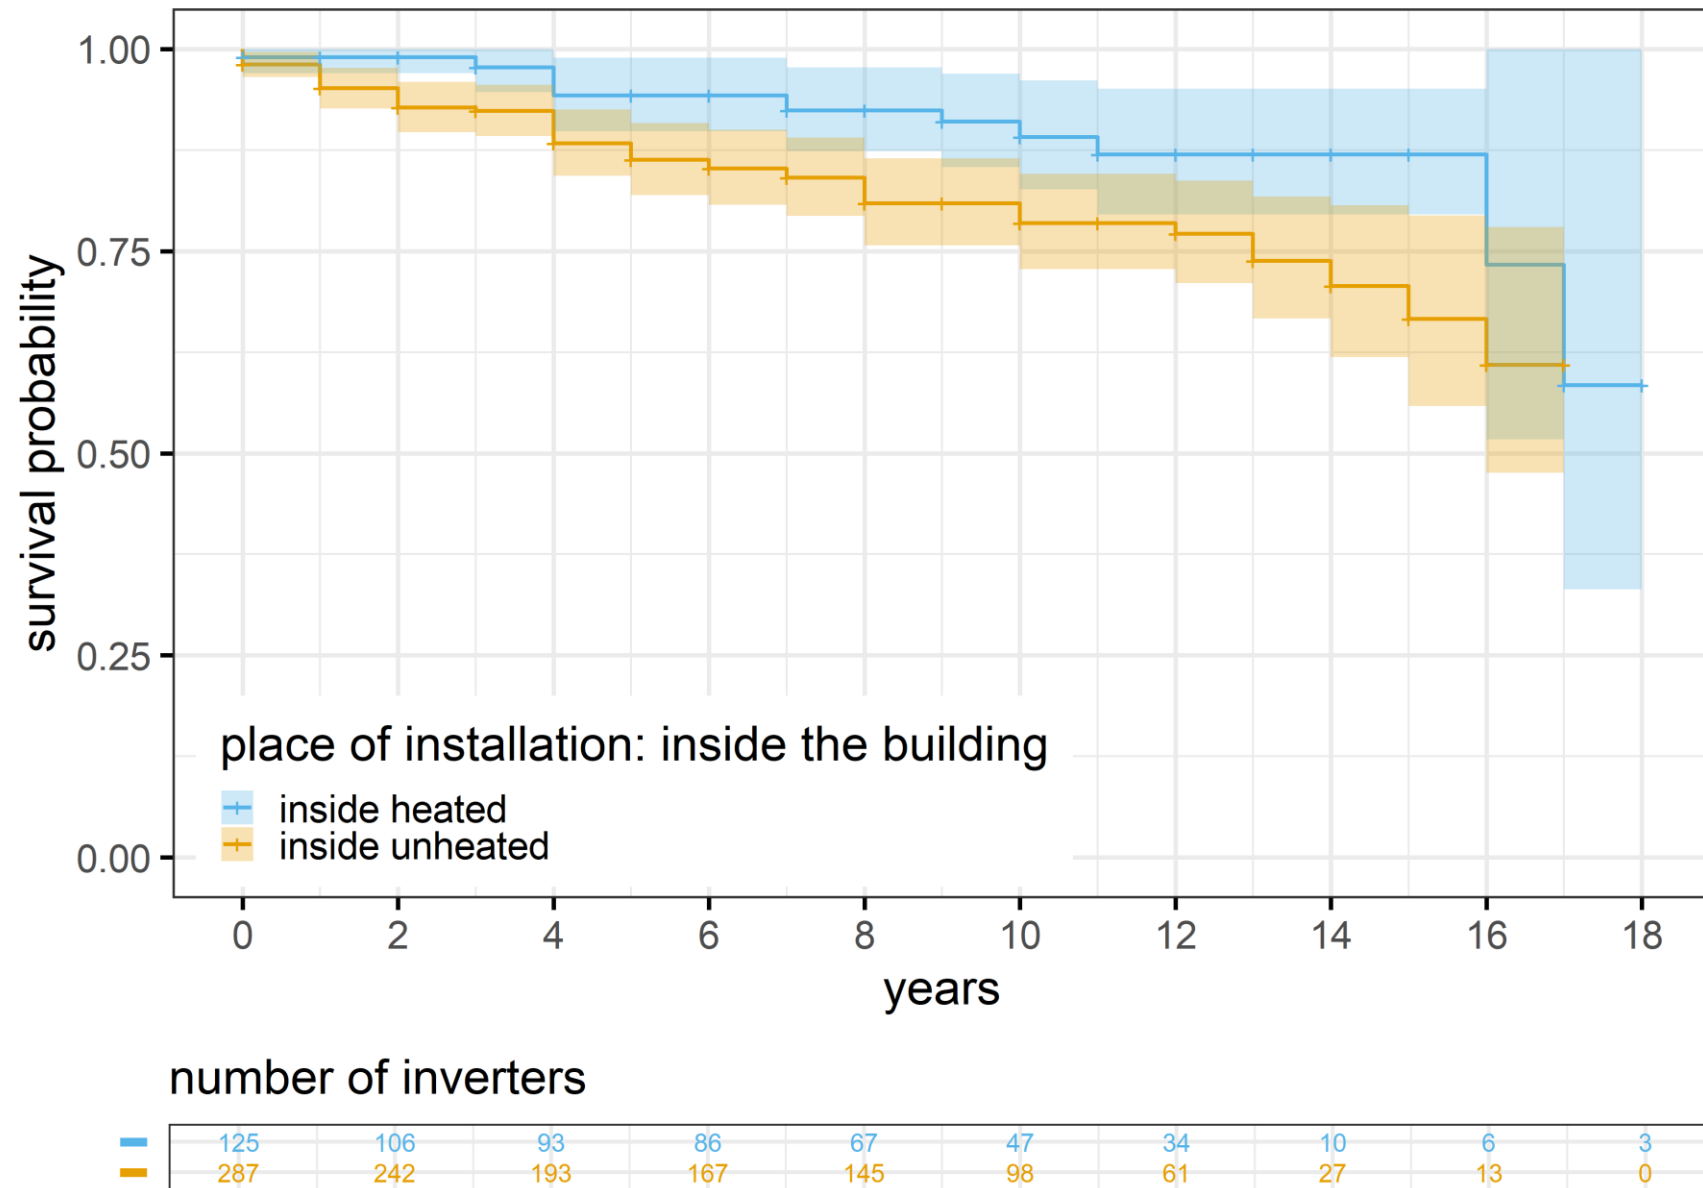 1.00
0.75
0.50
0.25
0.00
survival probability
place of installation: inside the building
inside heated
inside unheated
0 2 4 6 8 10 12 14 16 18
years
number of inverters
125 106 93 86 67 47 34 10 6 3
287 242 193 167 145 98 61 27 13 0